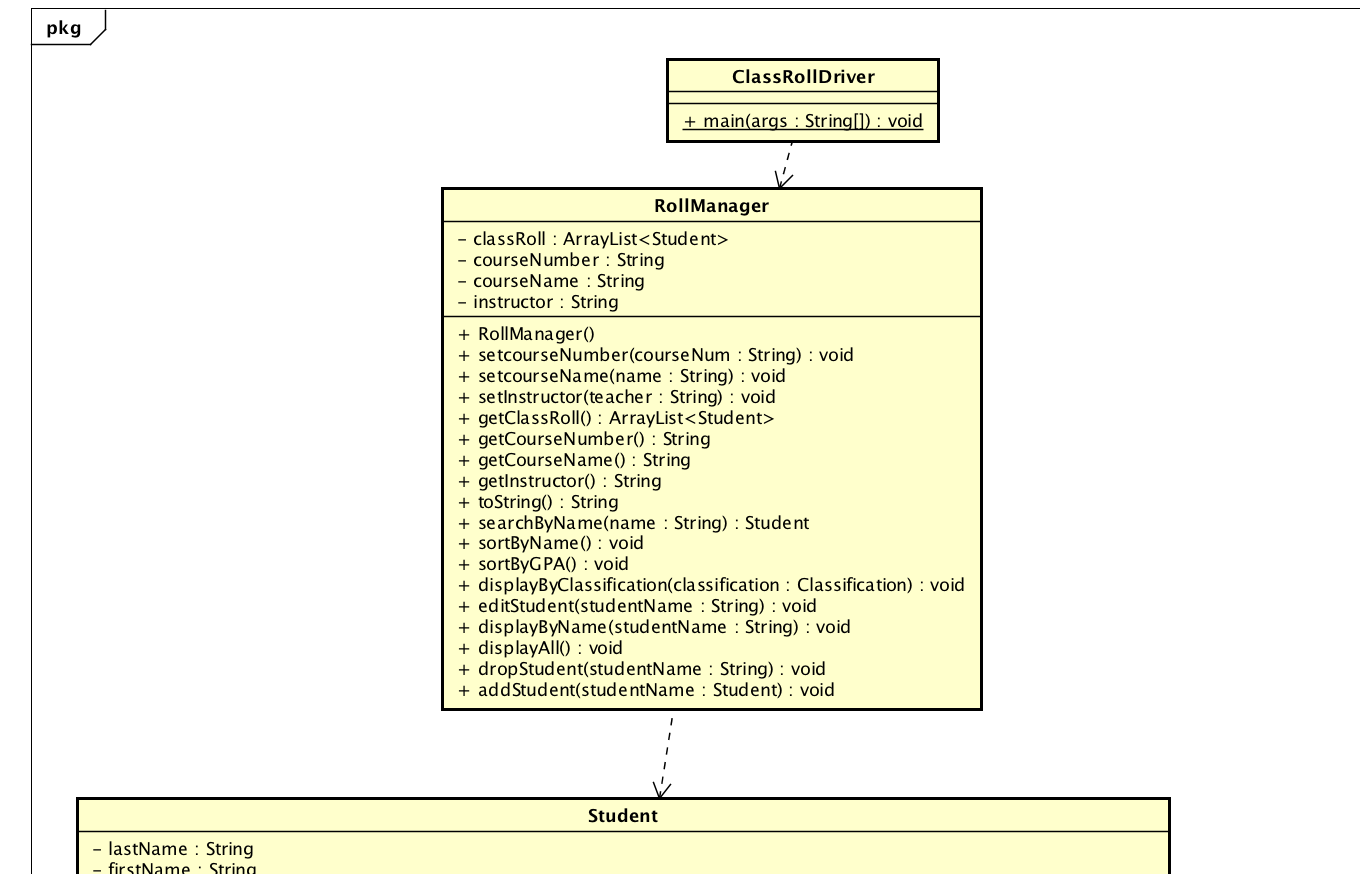 pkg
ClassRollDriver
+ main(args : String[]) : void
RollManager
- classRoll : ArrayList<Student>
- courseNumber : String
- courseName : String
- instructor : String
+ RollManager()
+ setcourseNumber(courseNum : String) : void
+ setcourseName(name : String) : void
+ setInstructor(teacher : String) : void
+ getClassRoll() : ArrayList<Student>
+ getCourseNumber() : String
+ getCourseName() : String
+ getInstructor() : String
+ toString() : String
+ searchByName(name : String) : Student
+ sortByName() : void
+ sortByGPA() : void
+ displayByClassification(classification : Classification) : void
+ editStudent(studentName : String) : void
+ displayByName(studentName : String) : void
+ displayAll() : void
+ dropStudent(studentName : String) : void
+ addStudent(studentName : Student) : void
Student
- lastName : String
- firstName : String